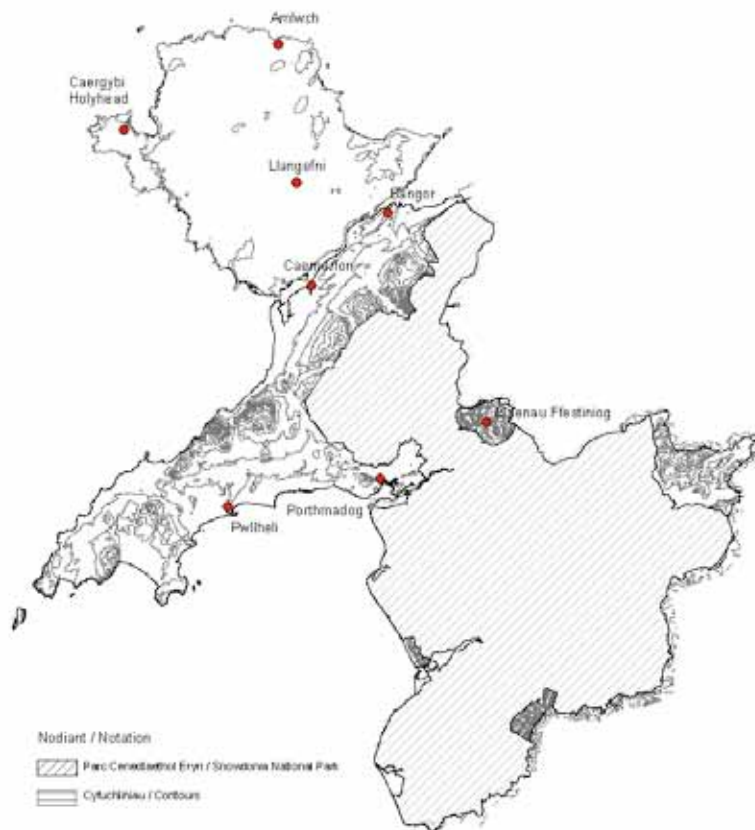 Amlwch
Caergybi
Holyhead
Llangefni
Bangor
Caernarfon
Ffestiniog
Porthmadog
Pwllheli
Nodiant / Notation
Parc Cenedlaethol Eryri / Snowdonia National Park
Cyfuchliniau / Contours